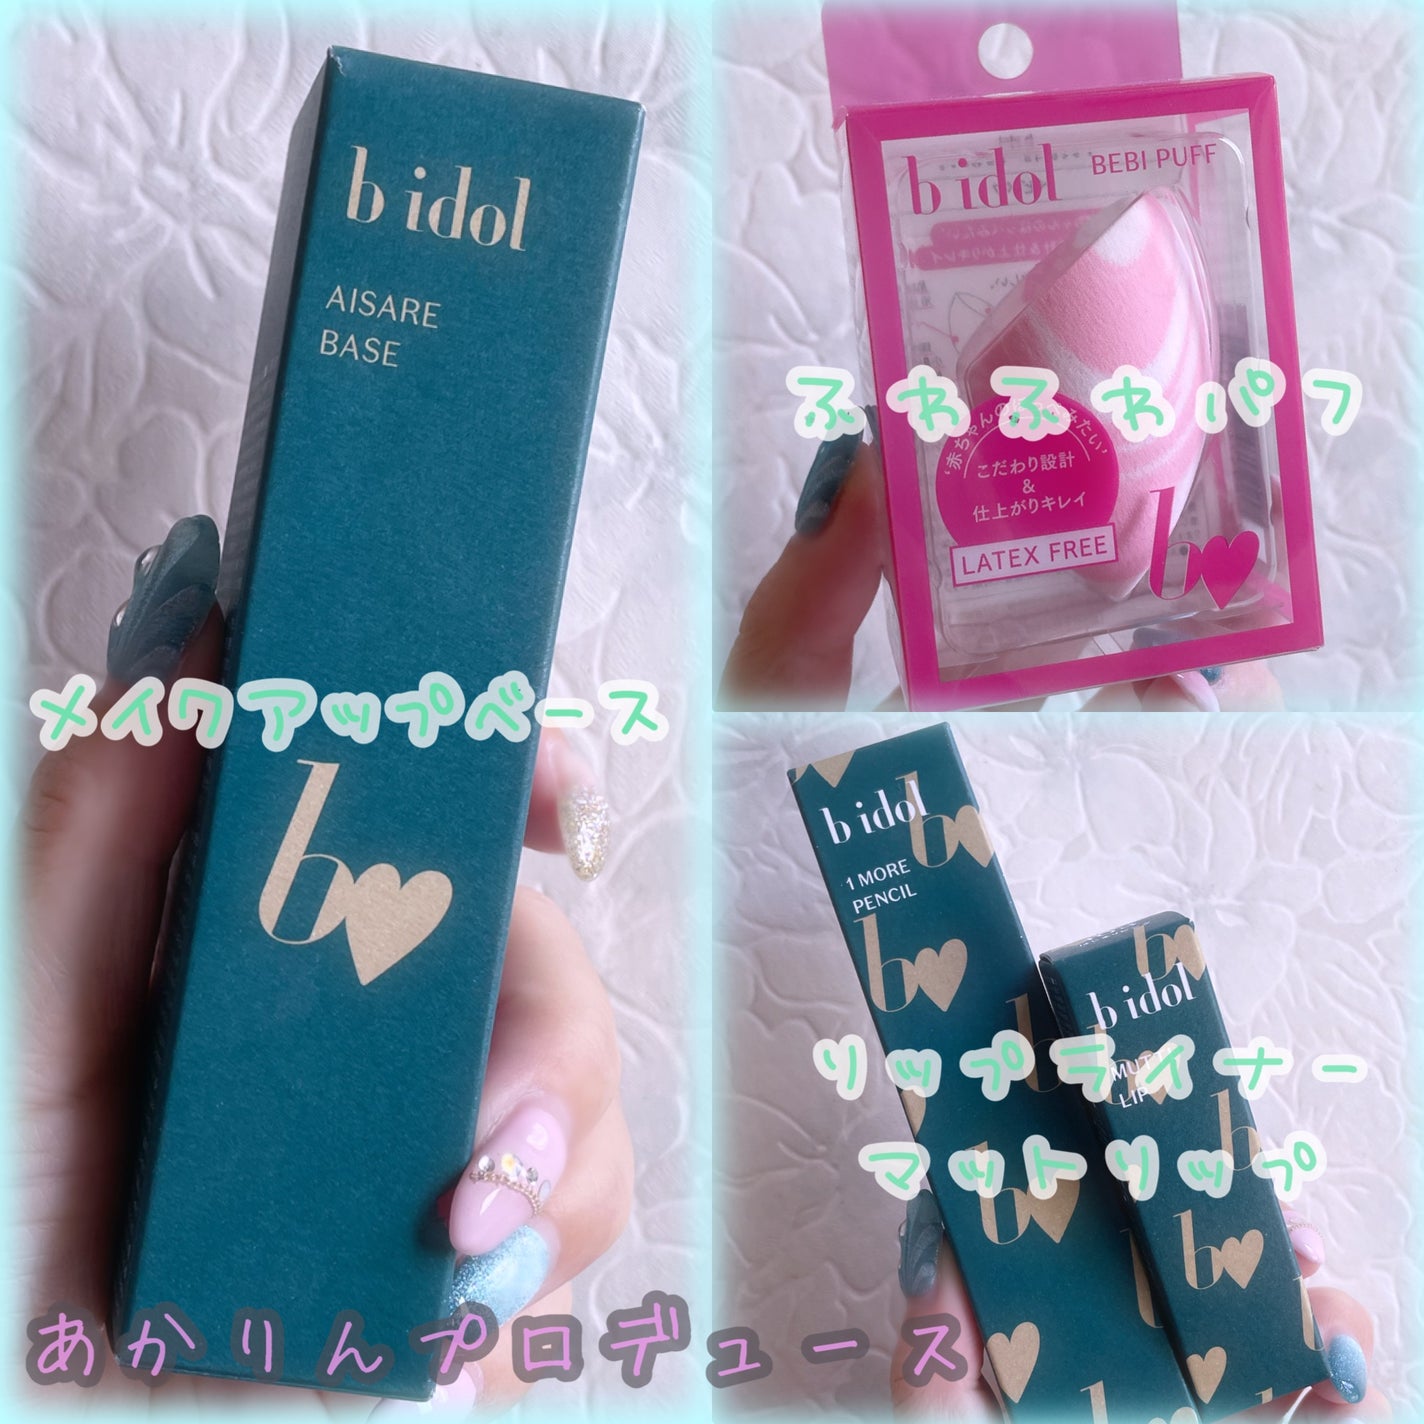 b idol
AISARE
BASE
メイクアップベース
b
b idol
BEBI PUFF
ふわふわパフ
こだわり設計
&
仕上がりキレイ
LATEX FREE
b
b idol
1 MORE
PENCIL
b idol
LIP
リップライナー
マットリップ
あかりんプロデュース